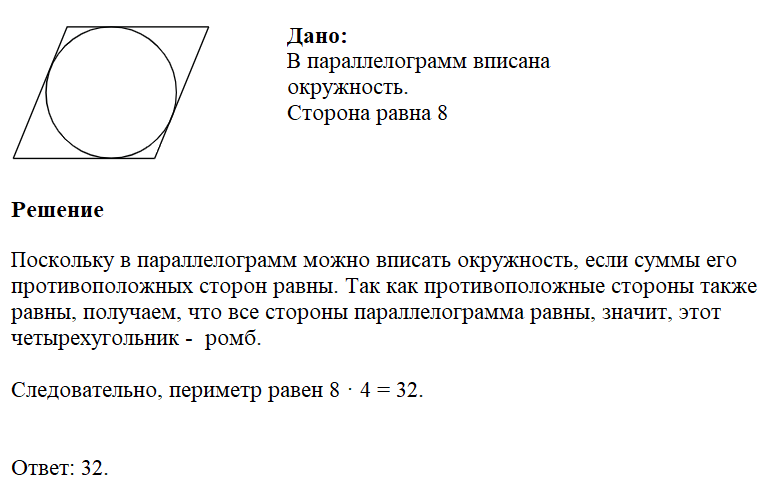 Дано:
В параллелограмм вписана
окружность.
Сторона равна 8
Решение
Поскольку в параллелограмм можно вписать окружность, если суммы его
противоположных сторон равны. Так как противоположные стороны также
равны, получаем, что все стороны параллелограмма равны, значит, этот
четырехугольник - ромб.
Следовательно, периметр равен 8 · 4 = 32.
Ответ: 32.